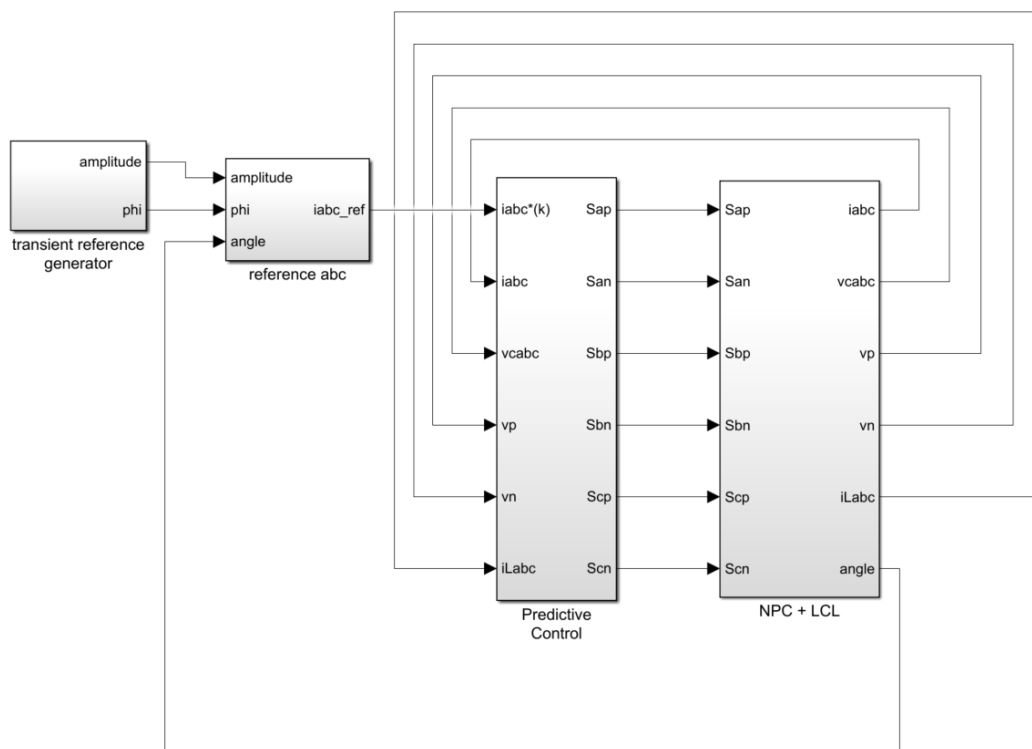 amplitude
phi
transient reference
generator
amplitude
phi
angle
iabc_ref
reference abc
iabc*(k)
iabc
vcabc
vp
vn
iLabc
Sap
San
Sbp
Sbn
Scp
Scn
Predictive
Control
Sap
San
Sbp
Sbn
Scp
Scn
iabc
vcabc
vp
vn
iLabc
angle
NPC + LCL